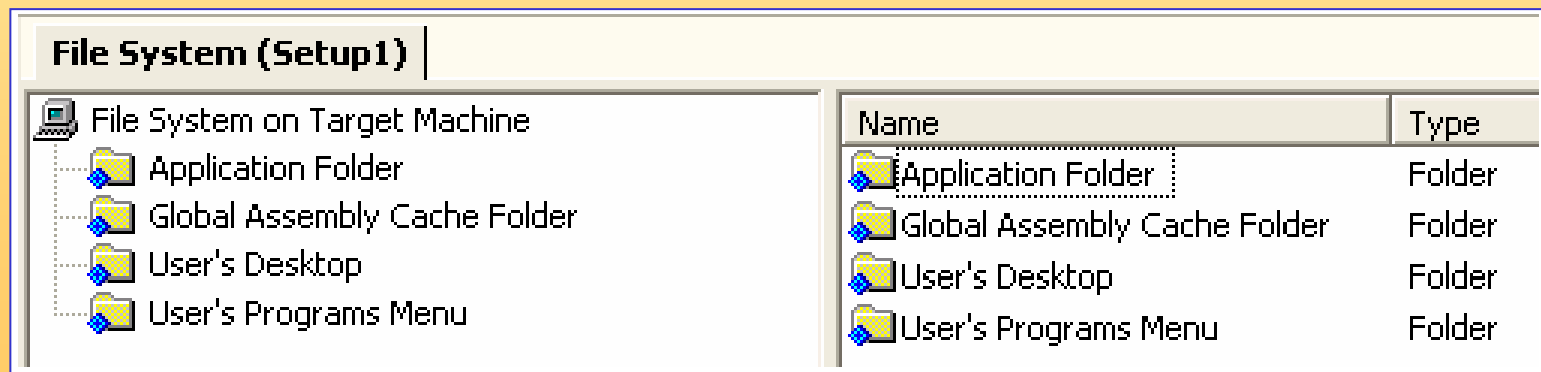 File System (Setup1)
File System on Target Machine
Application Folder
Global Assembly Cache Folder
User's Desktop
User's Programs Menu
Name Type
Application Folder Folder
Global Assembly Cache Folder Folder
User's Desktop Folder
User's Programs Menu Folder